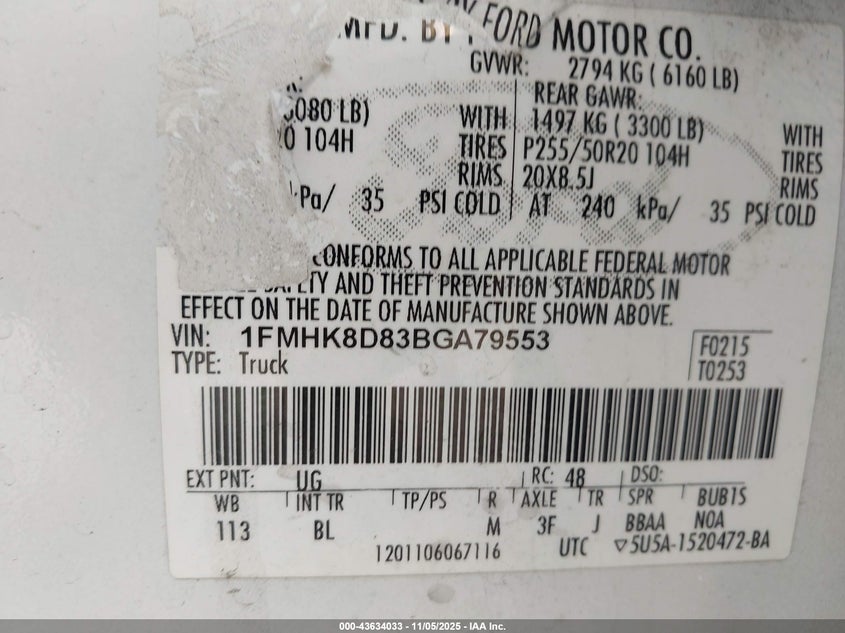 MFD. BY FORD MOTOR CO.
GVWR: 2794 KG ( 6160 LB)
REAR GAWR:
LB) WITH 1497 KG ( 3300 LB) WITH
104H TIRES P255/50R20 104H TIRES
RIMS 20X8.5J RIMS
kPa/ 35 PSI COLD AT 240 kPa/ 35 PSI COLD
CONFORMS TO ALL APPLICABLE FEDERAL MOTOR
SAFETY AND THEFT PREVENTION STANDARDS IN
EFFECT ON THE DATE OF MANUFACTURE SHOWN ABOVE.
VIN: 1FMHK8D83BGA79553
F0215
TYPE: Truck
T0253
EXT PNT: UG RC: 48 DSO:
WB INT TR TP/PS R AXLE TR SPR BUB1S
113 BL M 3F J BBAA N0A
1201106067116 UTC ▽5U5A-1520472-BA
000-43634033 — 11/05/2025 — IAA Inc.